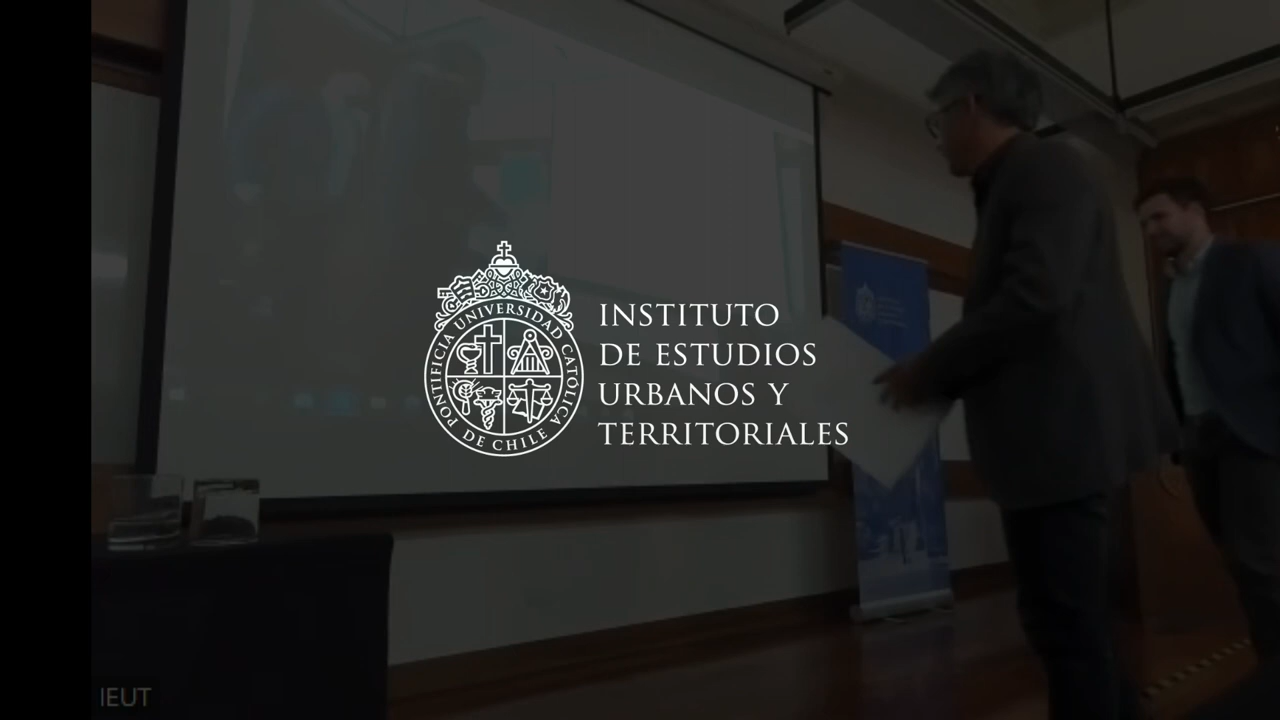 PONTIFICIA UNIVERSIDAD CATÓLICA
DE CHILE
INSTITUTO
DE ESTUDIOS
URBANOS Y
TERRITORIALES
IEUT